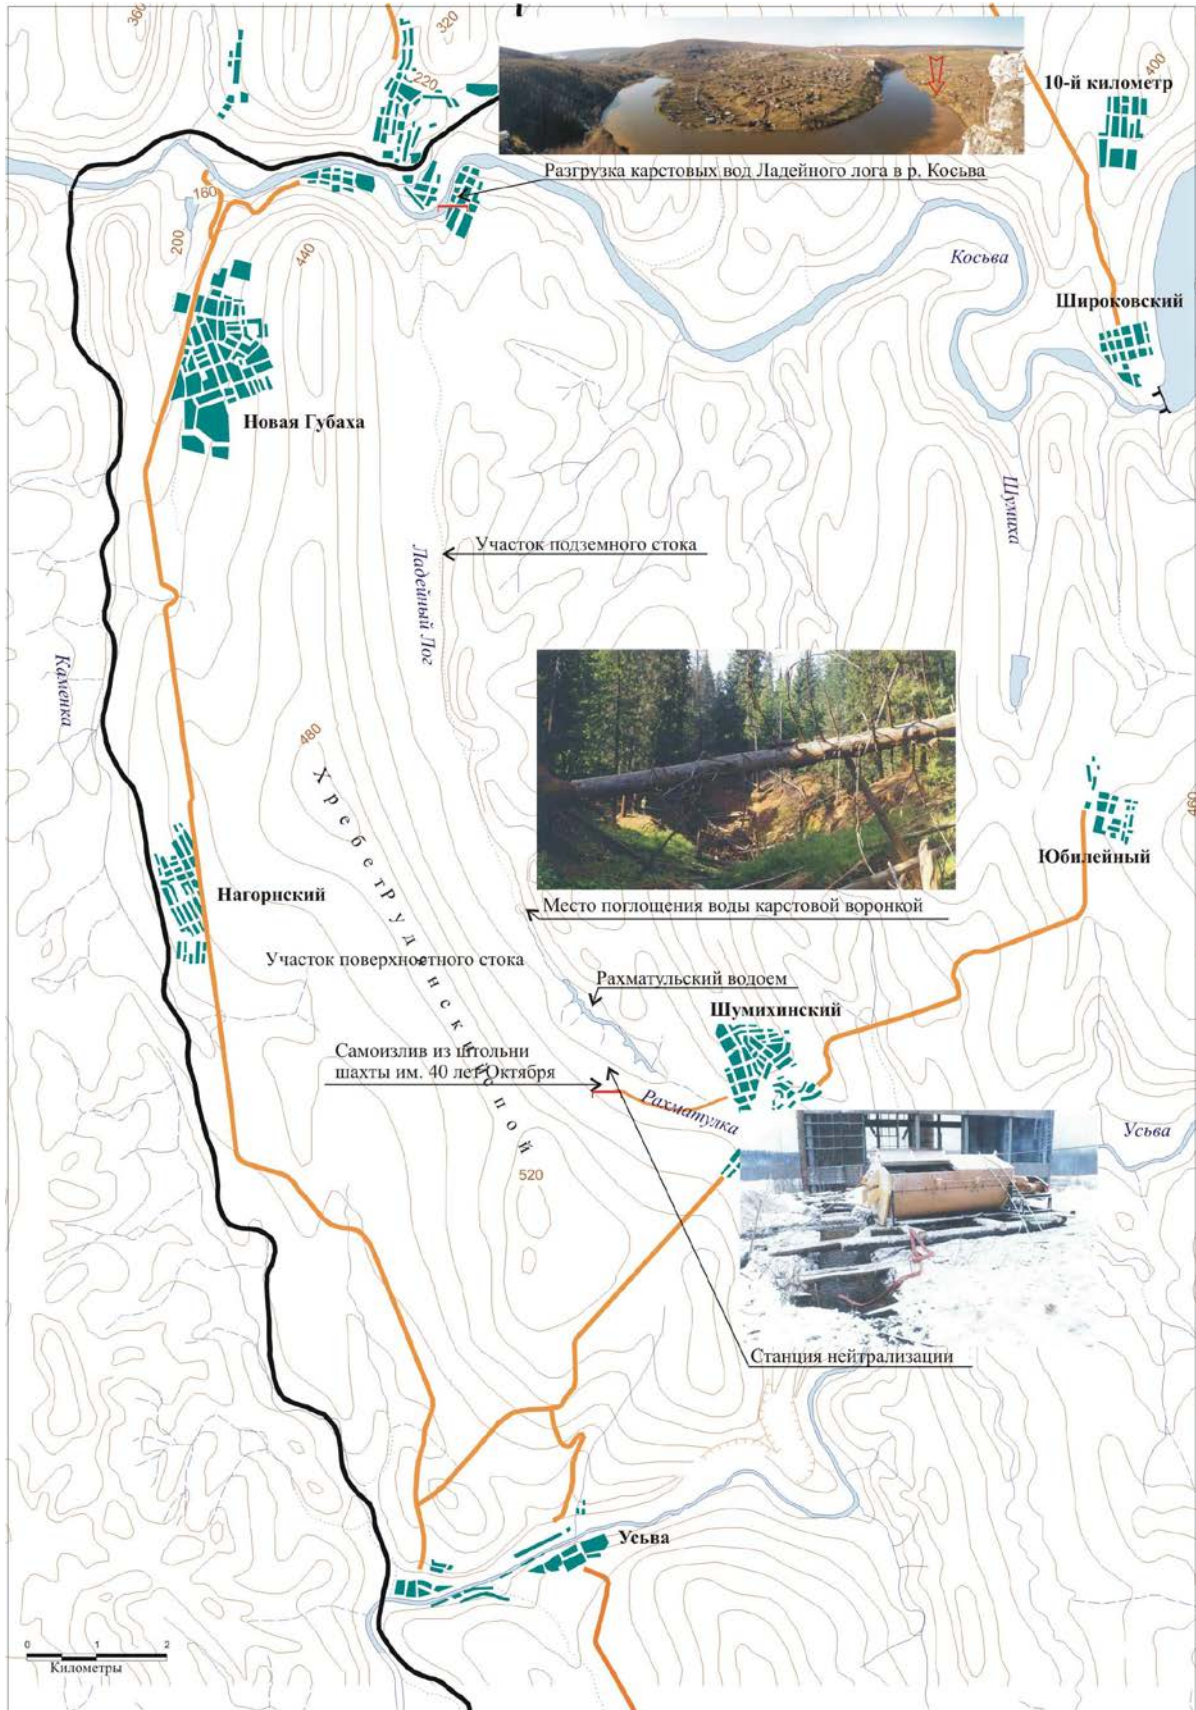 360
320
220
400
10-й километр
Разгрузка карстовых вод Ладейного лога в р. Косьва
160
200
440
Косьва
Широковский
Новая Губаха
Шумиха
Участок подземного стока
Ладейный Лог
Каменка
480
Хребет Рудянский спой
460
Юбилейный
Нагорнский
Место поглощения воды карстовой воронкой
Участок поверхностного стока
Рахматульский водоем
Шумихинский
Самоизлив из штольни
шахты им. 40 лет Октября
Рахматулка
Усьва
520
Станция нейтрализации
Усьва
0 1 2
Километры